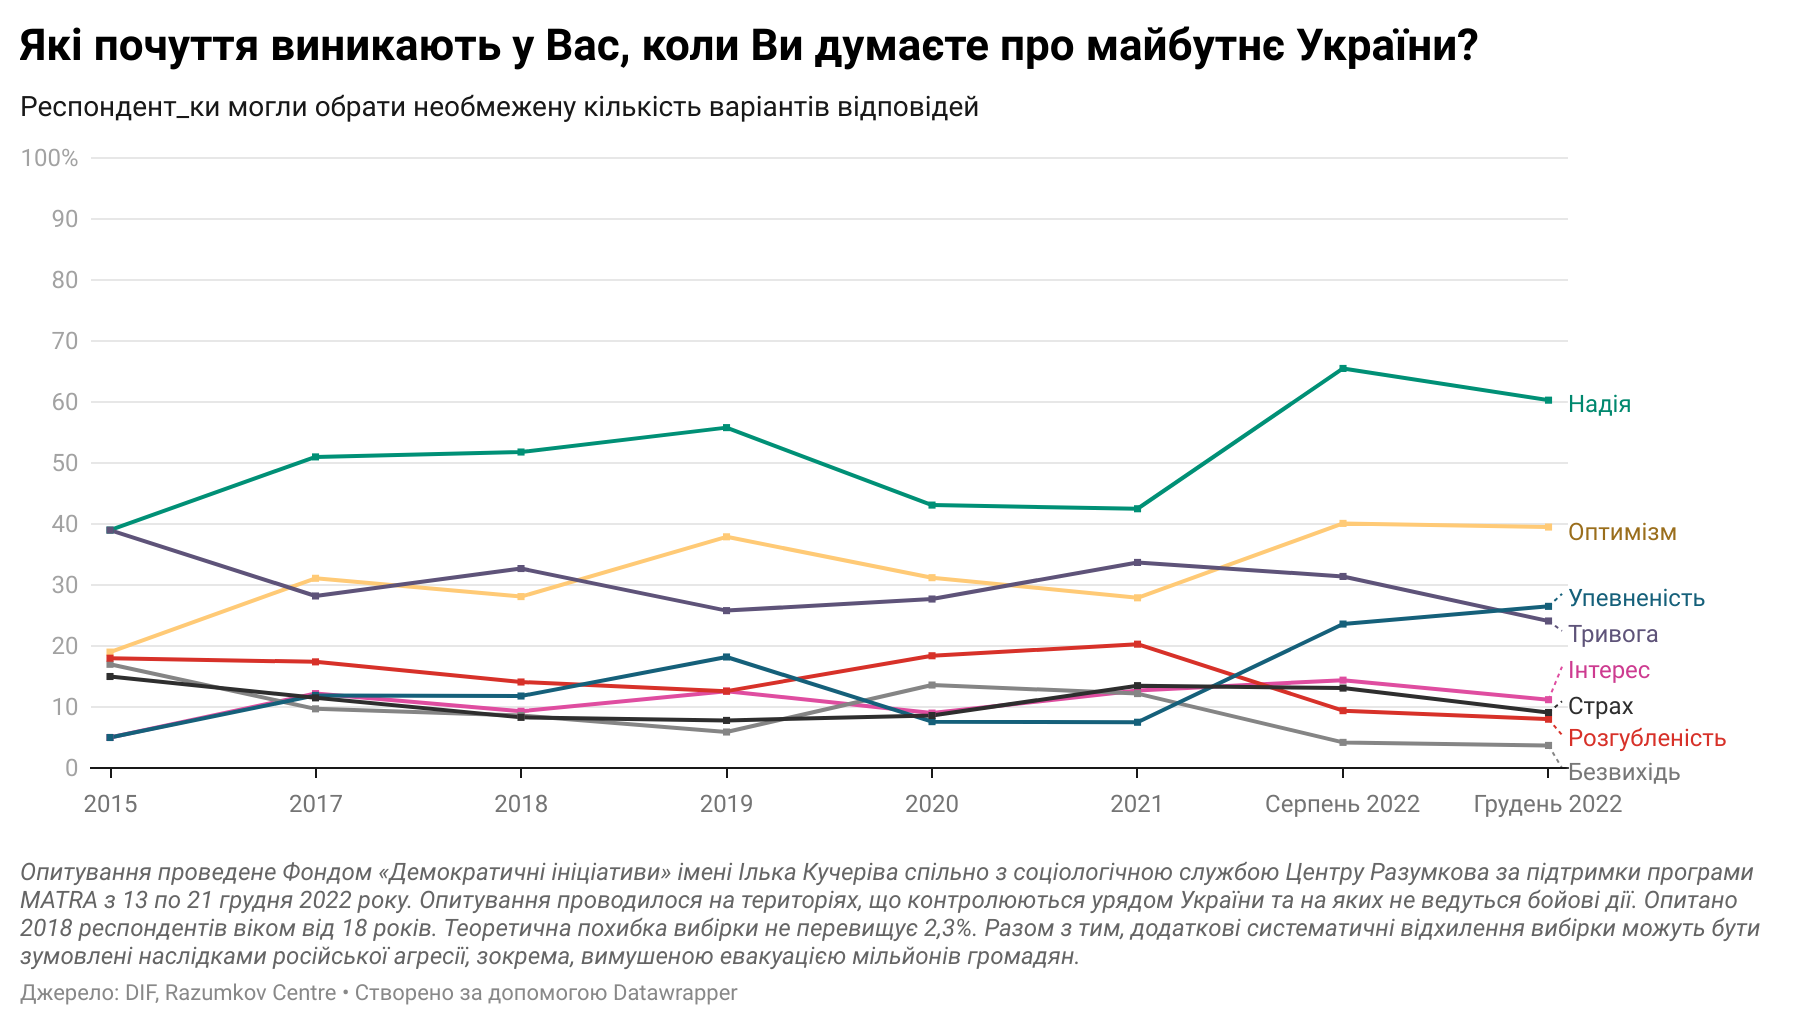 Які почуття виникають у Вас, коли Ви думаєте про майбутнє України?
Респондент_ки могли обрати необмежену кількість варіантів відповідей
100%
90
80
70
60
50
40
30
20
10
0
Надія
Оптимізм
Упевненість
Тривога
Інтерес
Страх
Розгубленість
Безвихідь
2015 2017 2018 2019 2020 2021 Серпень 2022 Грудень 2022
Опитування проведене Фондом «Демократичні ініціативи» імені Ілька Кучеріва спільно з соціологічною службою Центру Разумкова за підтримки програми
MATRA з 13 по 21 грудня 2022 року. Опитування проводилося на територіях, що контролюються урядом України та на яких не ведуться бойові дії. Опитано
2018 респондентів віком від 18 років. Теоретична похибка вибірки не перевищує 2,3%. Разом з тим, додаткові систематичні відхилення вибірки можуть бути
зумовлені наслідками російської агресії, зокрема, вимушеною евакуацією мільйонів громадян.
Джерело: DIF, Razumkov Centre • Створено за допомогою Datawrapper